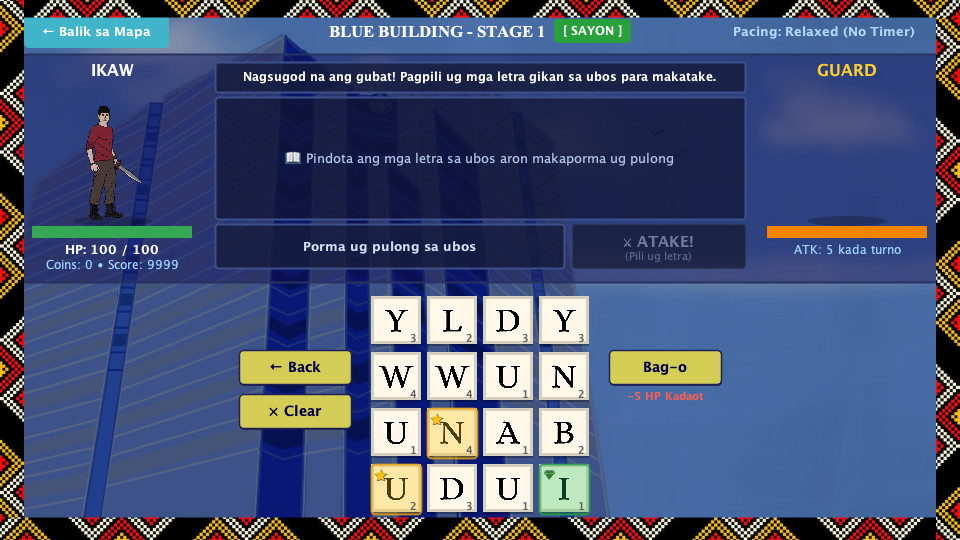 ← Balik sa Mapa
BLUE BUILDING - STAGE 1
[ SAYON ]
Pacing: Relaxed (No Timer)
IKAW
Nagsugod na ang gubat! Pagpili ug mga letra gikan sa ubos para makatake.
GUARD
📖 Pindota ang mga letra sa ubos aron makaporma ug pulong
HP: 100 / 100
Coins: 0 • Score: 9999
Porma ug pulong sa ubos
⚔ ATAKE!
(Pili ug letra)
ATK: 5 kada turno
Y 3 L 2 D 3 Y 3
W 4 W 4 U 1 N 2
U 1 N 4 A 1 B 2
U 2 D 3 U 1 I 1
← Back
× Clear
Bag-o
-5 HP Kadaot